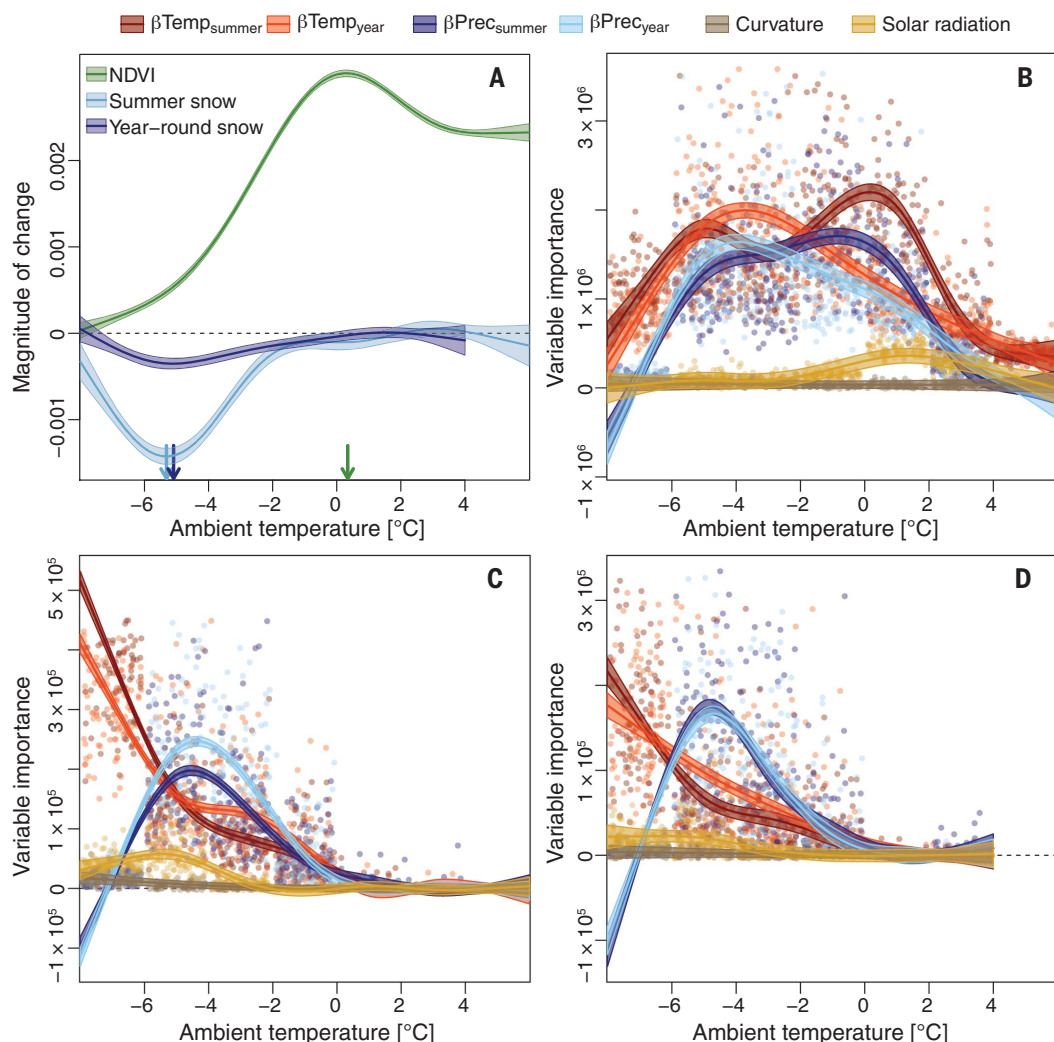 βTempsummer βTempyear βPrecsummer βPrecyear Curvature Solar radiation
A
NDVI
Summer snow
Year−round snow
Magnitude of change
0.002
0.001
0
-0.001
−6 −4 −2 0 2 4
Ambient temperature [°C]
B
Variable importance
3 × 10⁶
1 × 10⁶
0
−1 × 10⁶
−6 −4 −2 0 2 4
Ambient temperature [°C]
C
Variable importance
5 × 10⁵
3 × 10⁵
1 × 10⁵
0
−1 × 10⁵
−6 −4 −2 0 2 4
Ambient temperature [°C]
D
Variable importance
3 × 10⁵
1 × 10⁵
0
−1 × 10⁵
−6 −4 −2 0 2 4
Ambient temperature [°C]